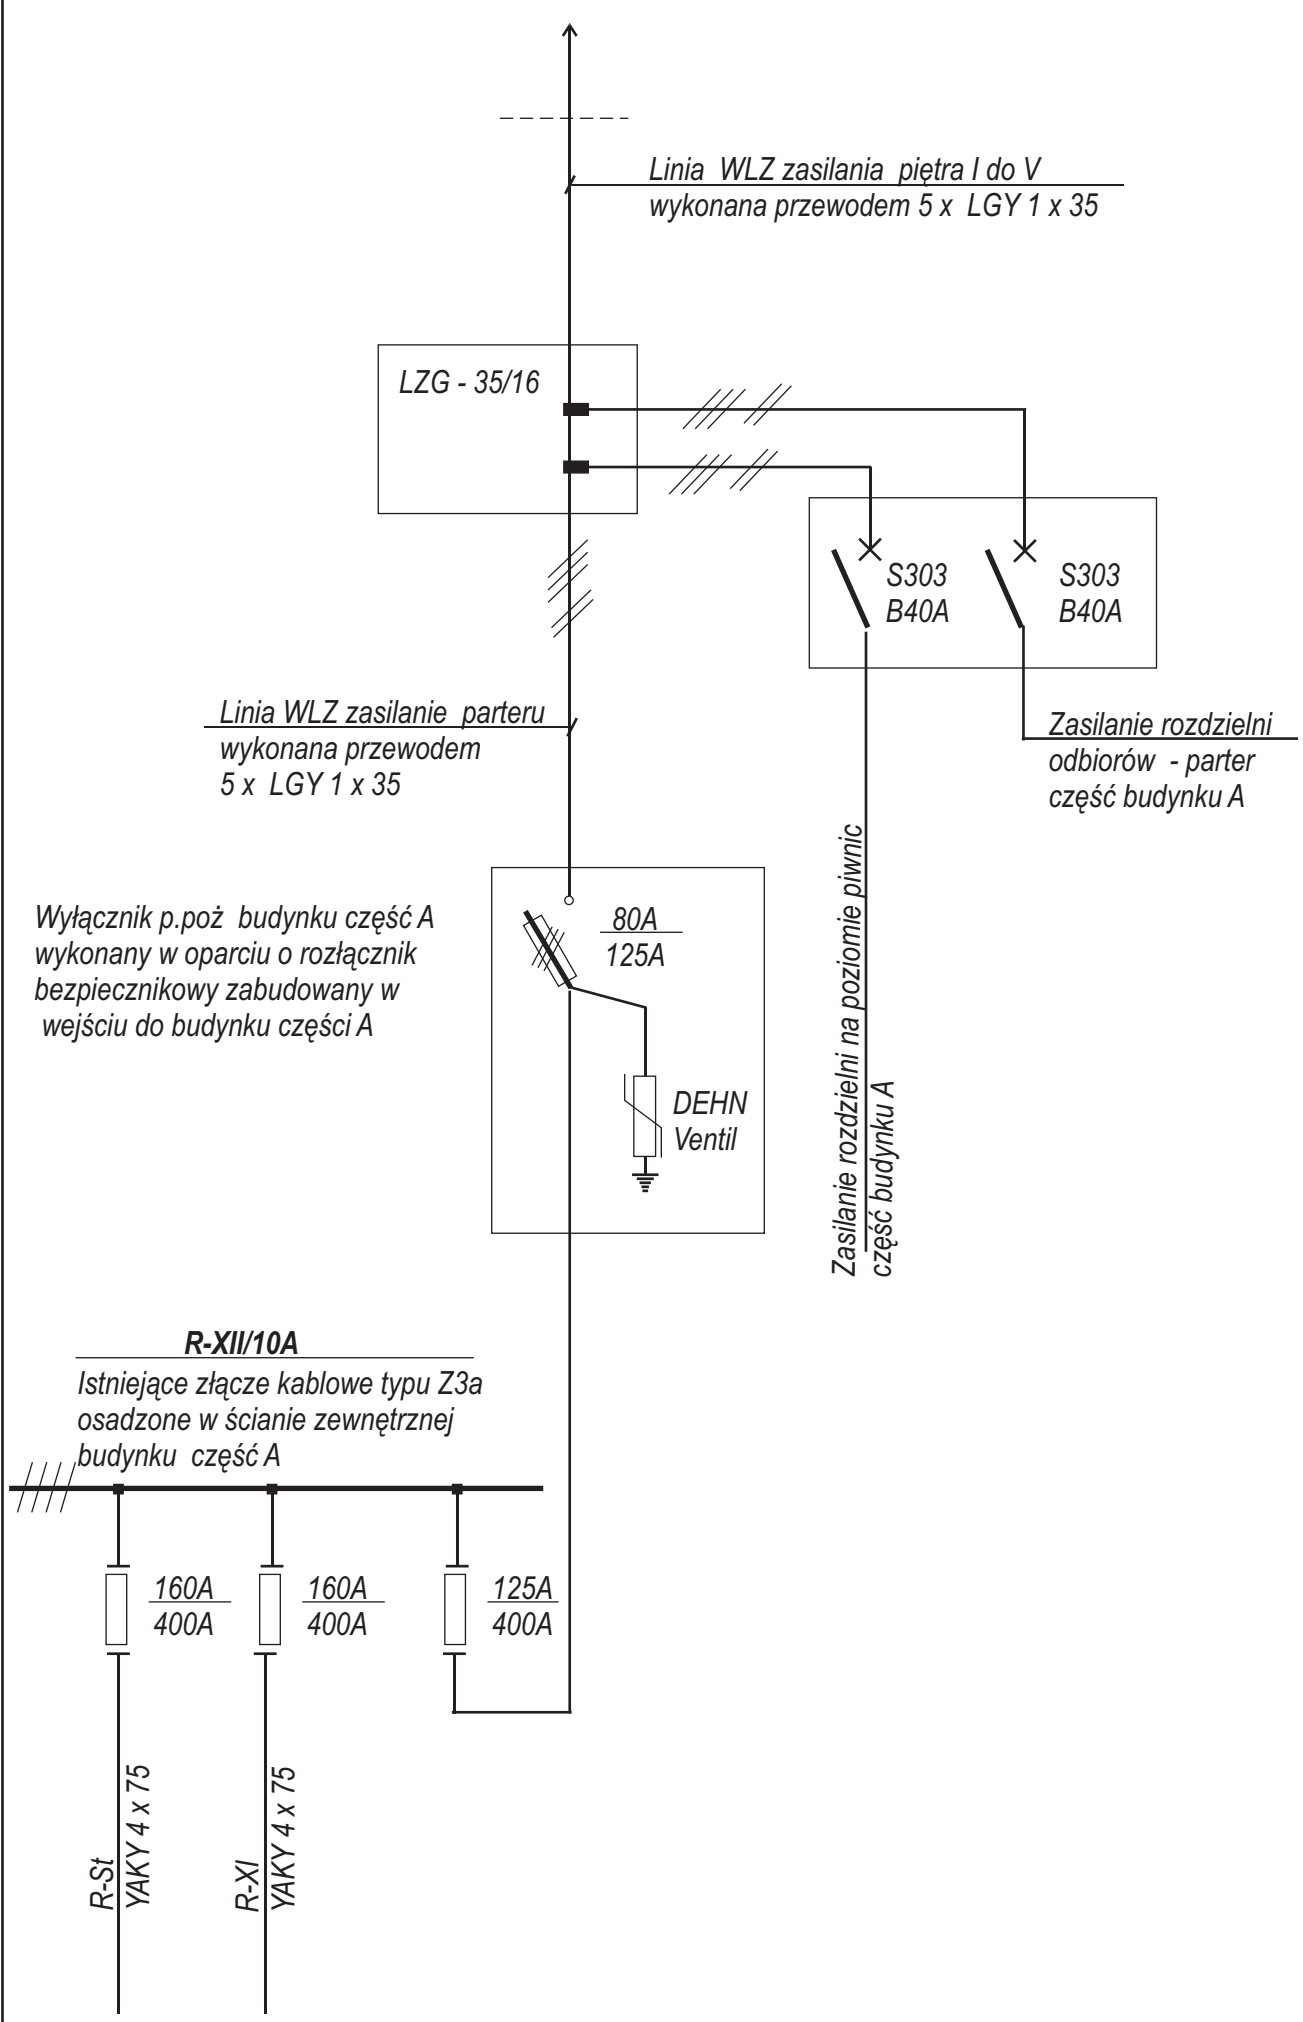 Linia WLZ zasilania piętra I do V
wykonana przewodem 5 x LGY 1 x 35
LZG - 35/16
S303
B40A
S303
B40A
Linia WLZ zasilanie parteru
wykonana przewodem
5 x LGY 1 x 35
Zasilanie rozdzielni
odbiorów - parter
część budynku A
Zasilanie rozdzielni na poziomie piwnic
część budynku A
Wyłącznik p.poż budynku część A
wykonany w oparciu o rozłącznik
bezpiecznikowy zabudowany w
wejściu do budynku części A
80A
125A
DEHN
Ventil
R-XII/10A
Istniejące złącze kablowe typu Z3a
osadzone w ścianie zewnętrznej
budynku część A
160A
400A
160A
400A
125A
400A
R-St
YAKY 4 x 75
R-XI
YAKY 4 x 75